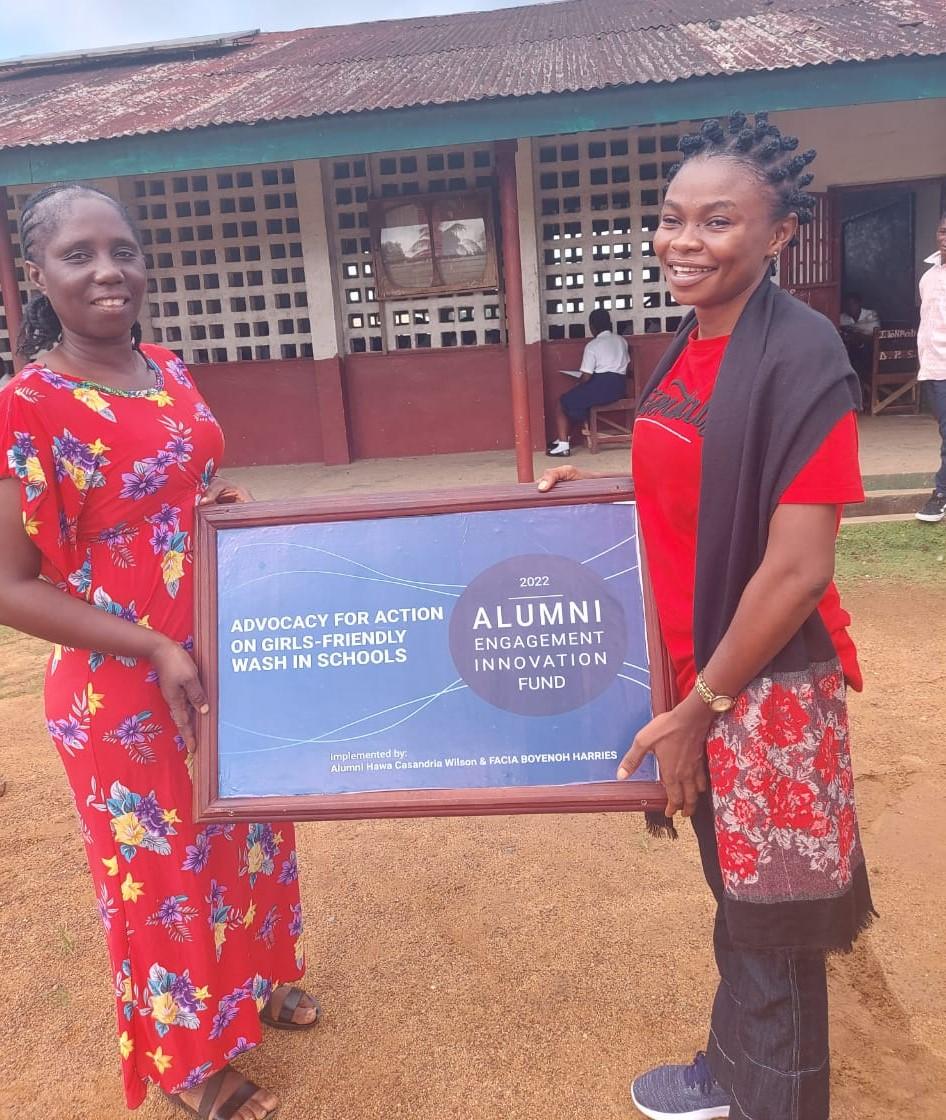 ADVOCACY FOR ACTION
ON GIRLS-FRIENDLY
WASH IN SCHOOLS
2022
ALUMNI
ENGAGEMENT
INNOVATION
FUND
Implemented by:
Alumni Hawa Casandria Wilson & FACIA BOYENOH HARRIES